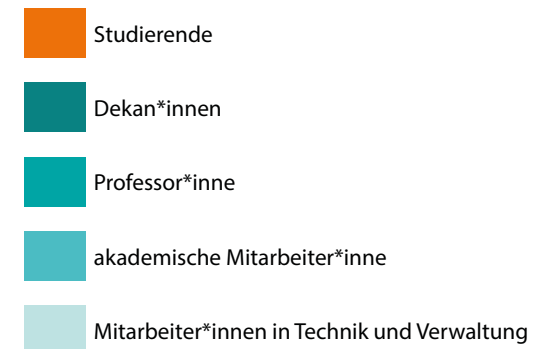 Studierende
Dekan*innen
Professor*inne
akademische Mitarbeiter*inne
Mitarbeiter*innen in Technik und Verwaltung